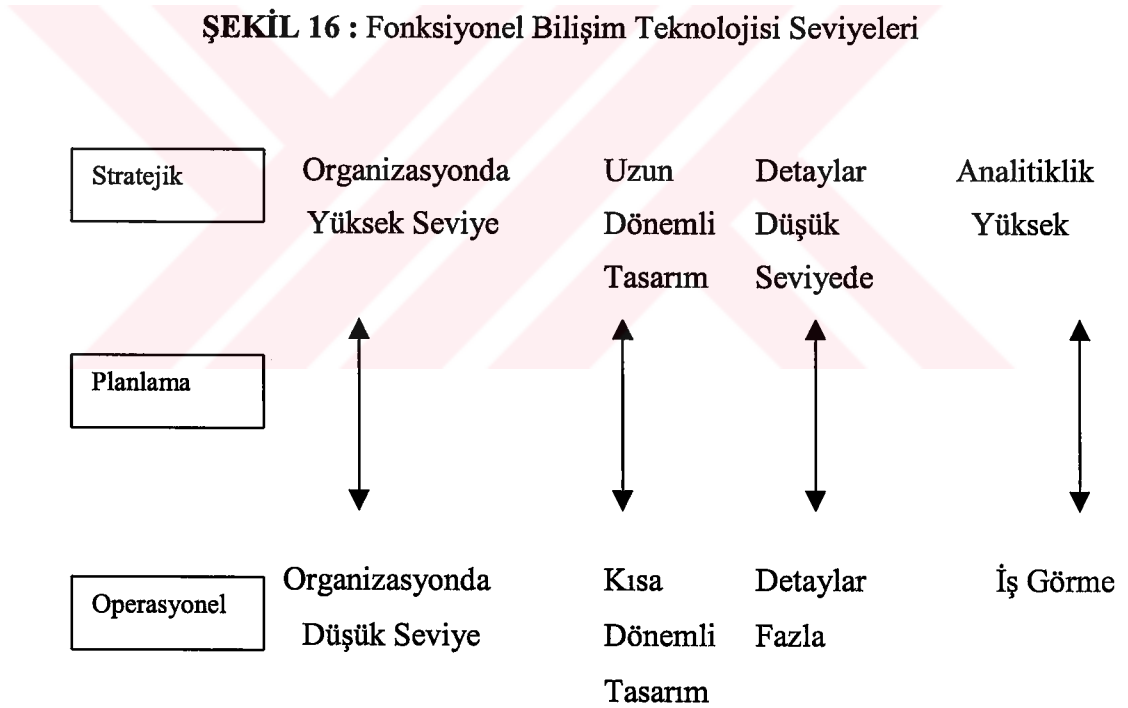 ŞEKİL 16 : Fonksiyonel Bilişim Teknolojisi Seviyeleri
Stratejik
Organizasyonda
Yüksek Seviye
Uzun
Dönemli
Tasarım
Detaylar
Düşük
Seviyede
Analitiklik
Yüksek
Planlama
Operasyonel
Organizasyonda
Düşük Seviye
Kısa
Dönemli
Tasarım
Detaylar
Fazla
İş Görme